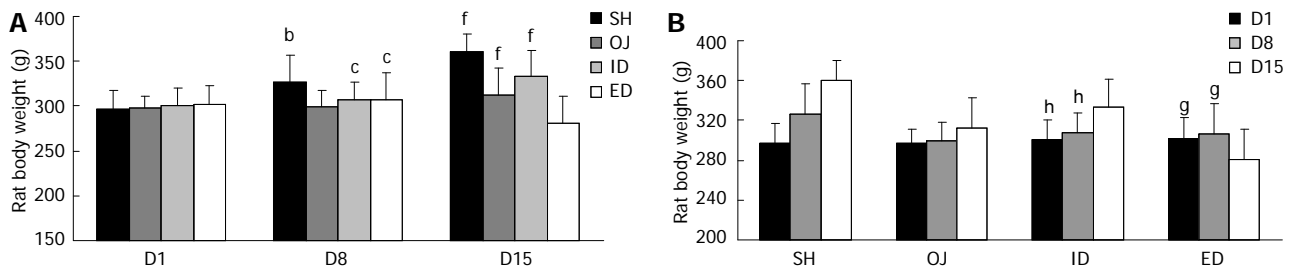 A
Rat body weight (g)
400
350
300
250
200
150
b
c
c
f
f
f
SH
OJ
ID
ED
D1
D8
D15
B
Rat body weight (g)
400
360
320
280
240
200
h
h
g
g
D1
D8
D15
SH
OJ
ID
ED